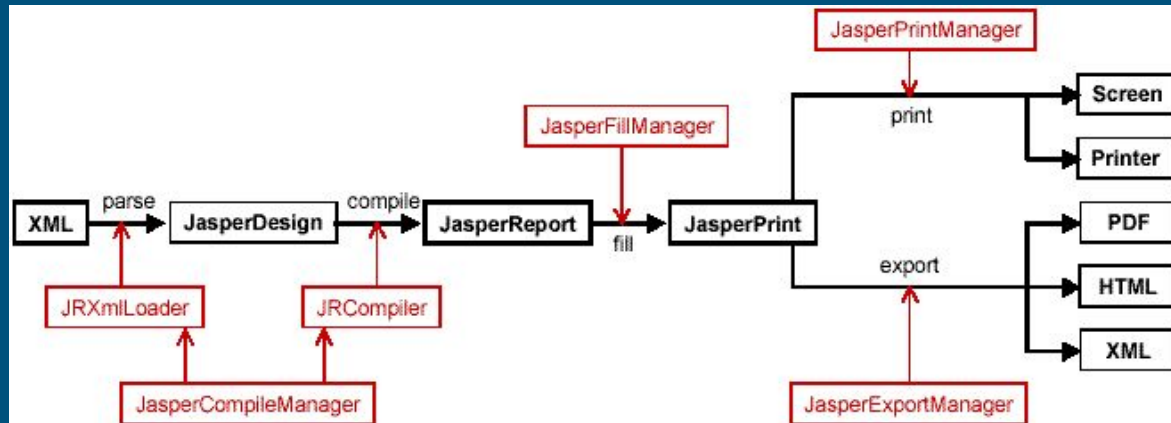 JasperPrintManager
Screen
print
JasperFillManager
Printer
parse
compile
XML
JasperDesign
JasperReport
JasperPrint
PDF
fill
export
HTML
JRXmlLoader
JRCompiler
XML
JasperCompileManager
JasperExportManager